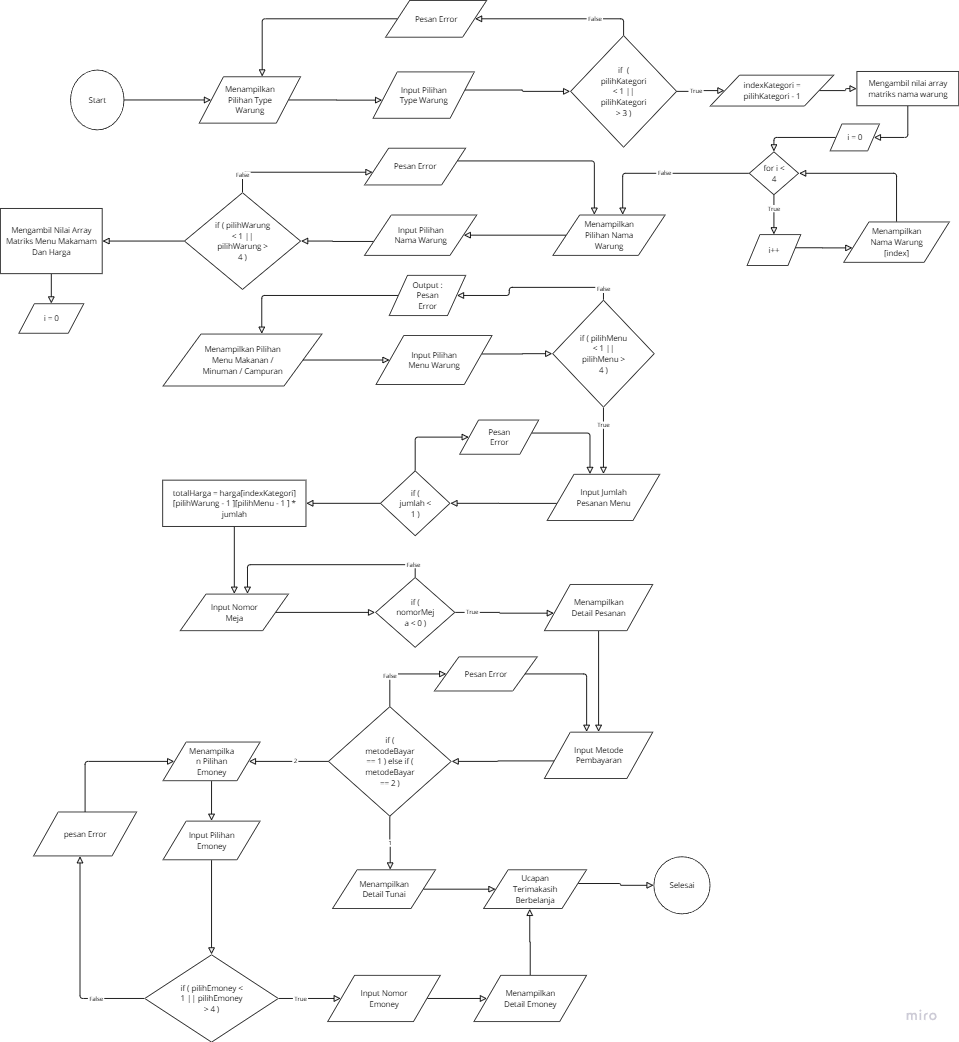 Pesan Error
False
Start
Menampilkan
Pilihan Type
Warung
Input Pilihan
Type Warung
if (
pilihKategori
< 1 ||
pilihKategori
> 3 )
True
indexKategori =
pilihKategori - 1
Mengambil nilai array
matriks nama warung
i = 0
for i <
4
False
True
i++
Menampilkan
Nama Warung
[index]
Menampilkan
Pilihan Nama
Warung
Pesan Error
False
Input Pilihan
Nama Warung
if ( pilihWarung
< 1 ||
pilihWarung >
4 )
Mengambil Nilai Array
Matriks Menu Makamam
Dan Harga
i = 0
Output :
Pesan
Error
False
Menampilkan Pilihan
Menu Makanan /
Minuman / Campuran
Input Pilihan
Menu Warung
if ( pilihMenu
< 1 ||
pilihMenu >
4 )
True
Pesan
Error
Input Jumlah
Pesanan Menu
if (
jumlah <
1 )
totalHarga = harga[indexKategori]
[pilihWarung - 1 ][pilihMenu - 1 ] *
jumlah
False
Input Nomor
Meja
if (
nomorMej
a < 0 )
True
Menampilkan
Detail Pesanan
False
Pesan Error
Input Metode
Pembayaran
if (
metodeBayar
== 1 ) else if (
metodeBayar
== 2 )
2
Menampilka
n Pilihan
Emoney
pesan Error
Input Pilihan
Emoney
1
Menampilkan
Detail Tunai
Ucapan
Terimakasih
Berbelanja
Selesai
if ( pilihEmoney <
1 || pilihEmoney
> 4 )
False
True
Input Nomor
Emoney
Menampilkan
Detail Emoney
miro